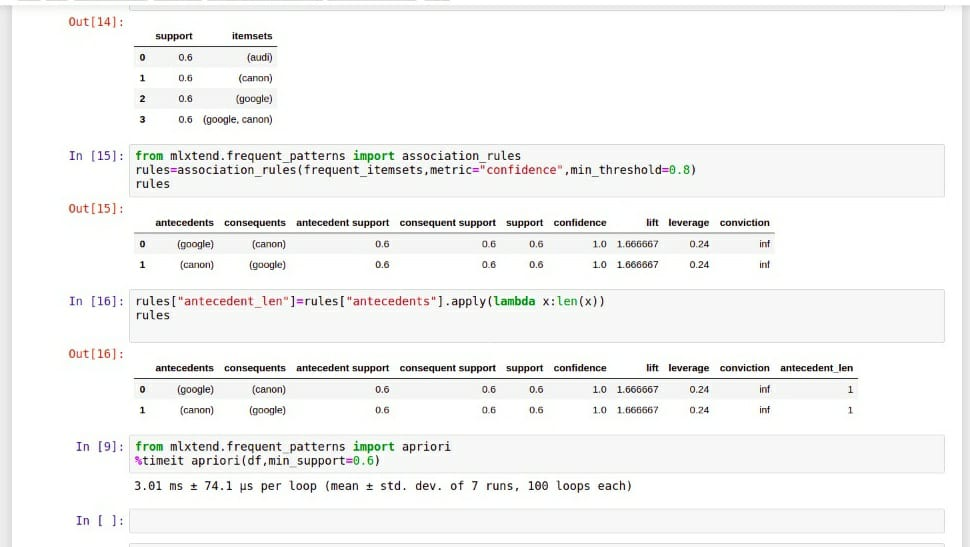 Out[14]:
support itemsets
0 0.6 (audi)
1 0.6 (canon)
2 0.6 (google)
3 0.6 (google, canon)
In [15]: from mlxtend.frequent_patterns import association_rules
rules=association_rules(frequent_itemsets,metric="confidence",min_threshold=0.8)
rules
Out[15]:
antecedents consequents antecedent support consequent support support confidence lift leverage conviction
0 (google) (canon) 0.6 0.6 0.6 1.0 1.666667 0.24 inf
1 (canon) (google) 0.6 0.6 0.6 1.0 1.666667 0.24 inf
In [16]: rules["antecedent_len"]=rules["antecedents"].apply(lambda x:len(x))
rules
Out[16]:
antecedents consequents antecedent support consequent support support confidence lift leverage conviction antecedent_len
0 (google) (canon) 0.6 0.6 0.6 1.0 1.666667 0.24 inf 1
1 (canon) (google) 0.6 0.6 0.6 1.0 1.666667 0.24 inf 1
In [9]: from mlxtend.frequent_patterns import apriori
%timeit apriori(df,min_support=0.6)
3.01 ms ± 74.1 µs per loop (mean ± std. dev. of 7 runs, 100 loops each)
In [ ]: